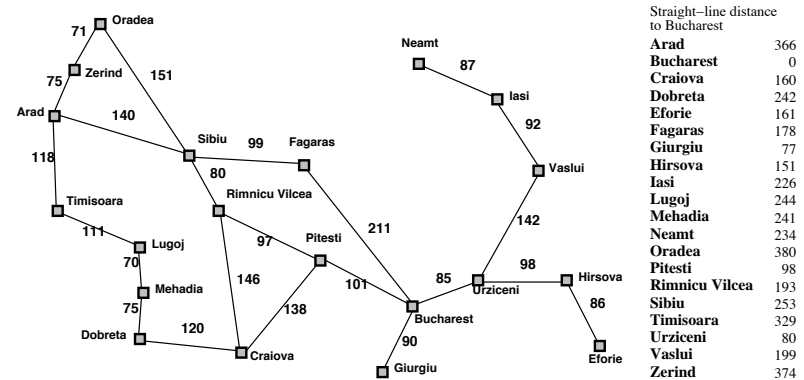 Oradea
71
Neamt
87
Zerind
151
75
Iasi
Arad
140
92
Sibiu
99
Fagaras
118
80
Vaslui
Timisoara
Rimnicu Vilcea
111
Lugoj
97
Pitesti
211
142
70
98
Hirsova
146
85
Urziceni
Mehadia
101
86
75
138
Bucharest
120
90
Dobreta
Craiova
Eforie
Giurgiu
Straight–line distance
to Bucharest
Arad 366
Bucharest 0
Craiova 160
Dobreta 242
Eforie 161
Fagaras 178
Giurgiu 77
Hirsova 151
Iasi 226
Lugoj 244
Mehadia 241
Neamt 234
Oradea 380
Pitesti 98
Rimnicu Vilcea 193
Sibiu 253
Timisoara 329
Urziceni 80
Vaslui 199
Zerind 374